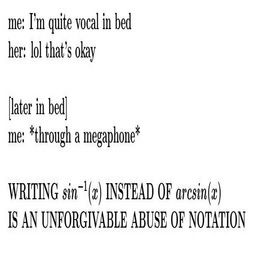 me: I'm quite vocal in bed
her: lol that's okay
[later in bed]
me: *through a megaphone*
WRITING sin⁻¹(x) INSTEAD OF arcsin(x)
IS AN UNFORGIVABLE ABUSE OF NOTATION